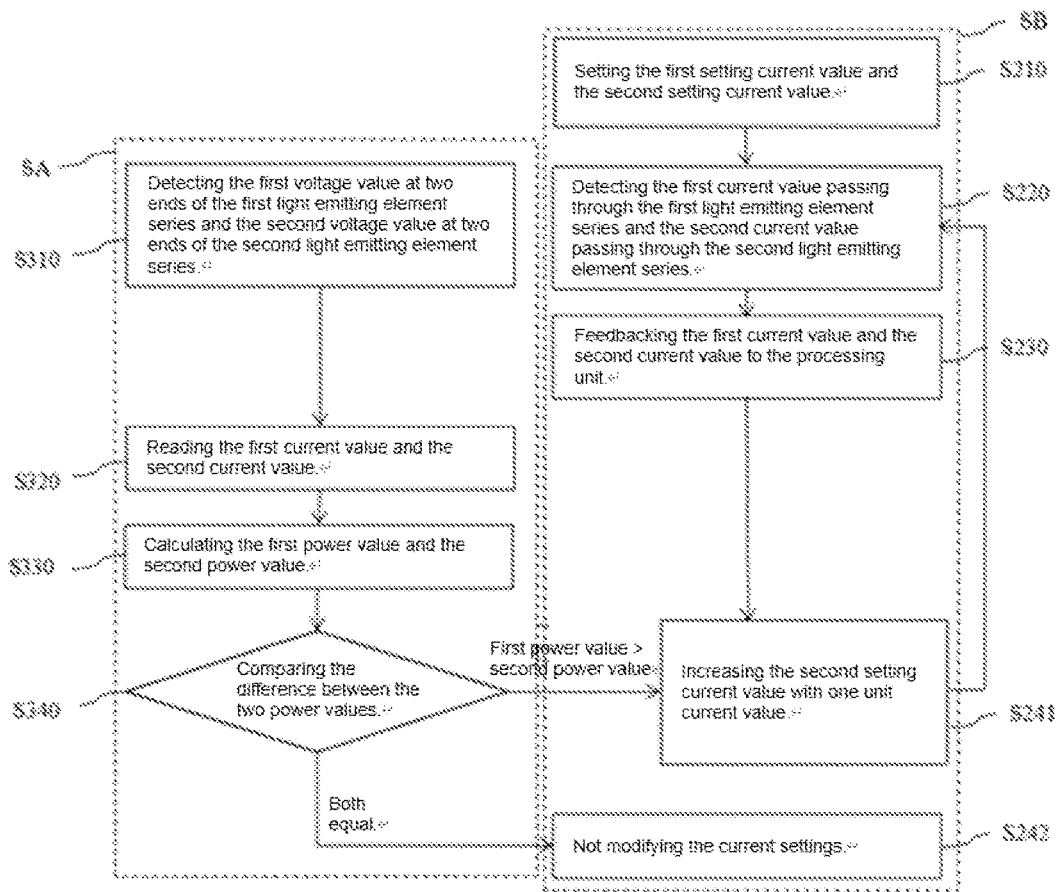 SB
Setting the first setting current value and
the second setting current value.↵
S210
SA
Detecting the first voltage value at two
ends of the first light emitting element
series and the second voltage value at two
ends of the second light emitting element
series.↵
S310
Detecting the first current value passing
through the first light emitting element
series and the second current value
passing through the second light emitting
element series.↵
S220
Feedbacking the first current value and the
second current value to the processing
unit.↵
S230
Reading the first current value and the
second current value.↵
S320
Calculating the first power value and the
second power value.↵
S330
Comparing the
difference between the
two power values.↵
S340
First power value >
second power value↵
Increasing the second setting
current value with one unit
current value.↵
S241
Both
equal.↵
Not modifying the current settings.↵
S242